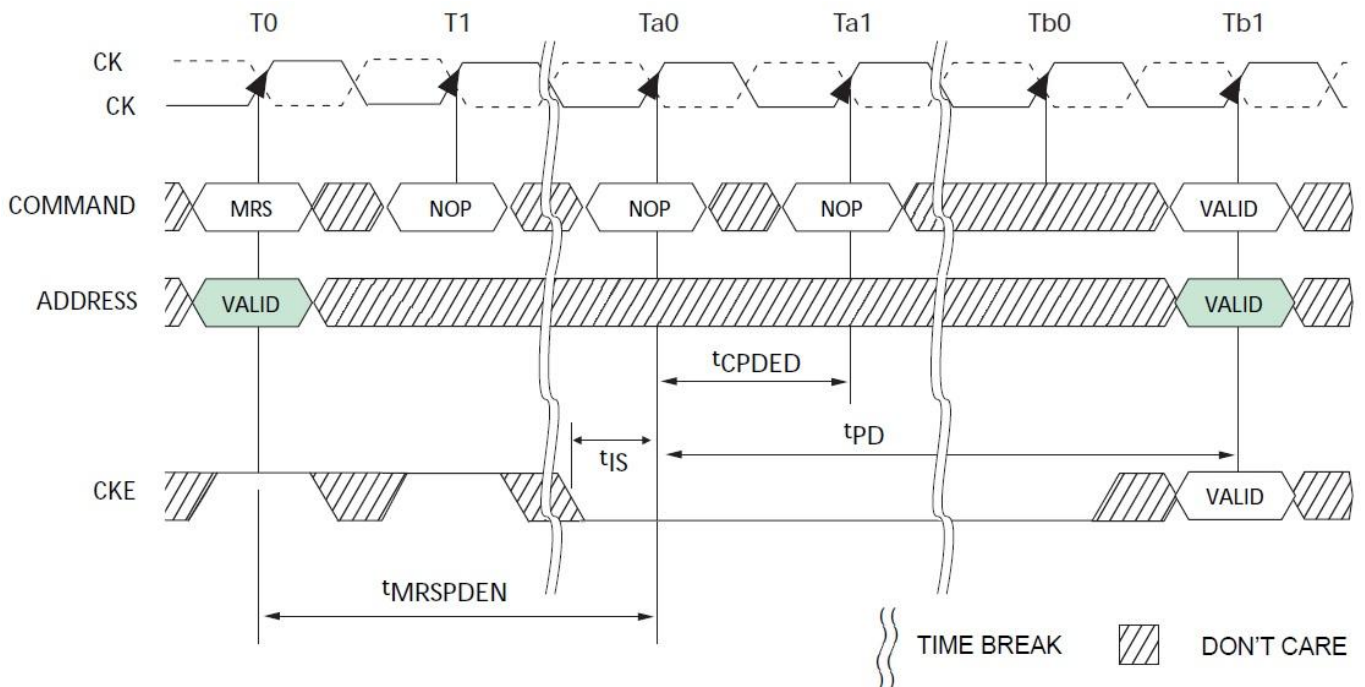 T0 T1 Ta0 Ta1 Tb0 Tb1
CK
CK
COMMAND MRS NOP NOP NOP VALID
ADDRESS VALID VALID
tCPDED
tIS tPD
CKE VALID
tMRSPDEN
TIME BREAK DON'T CARE